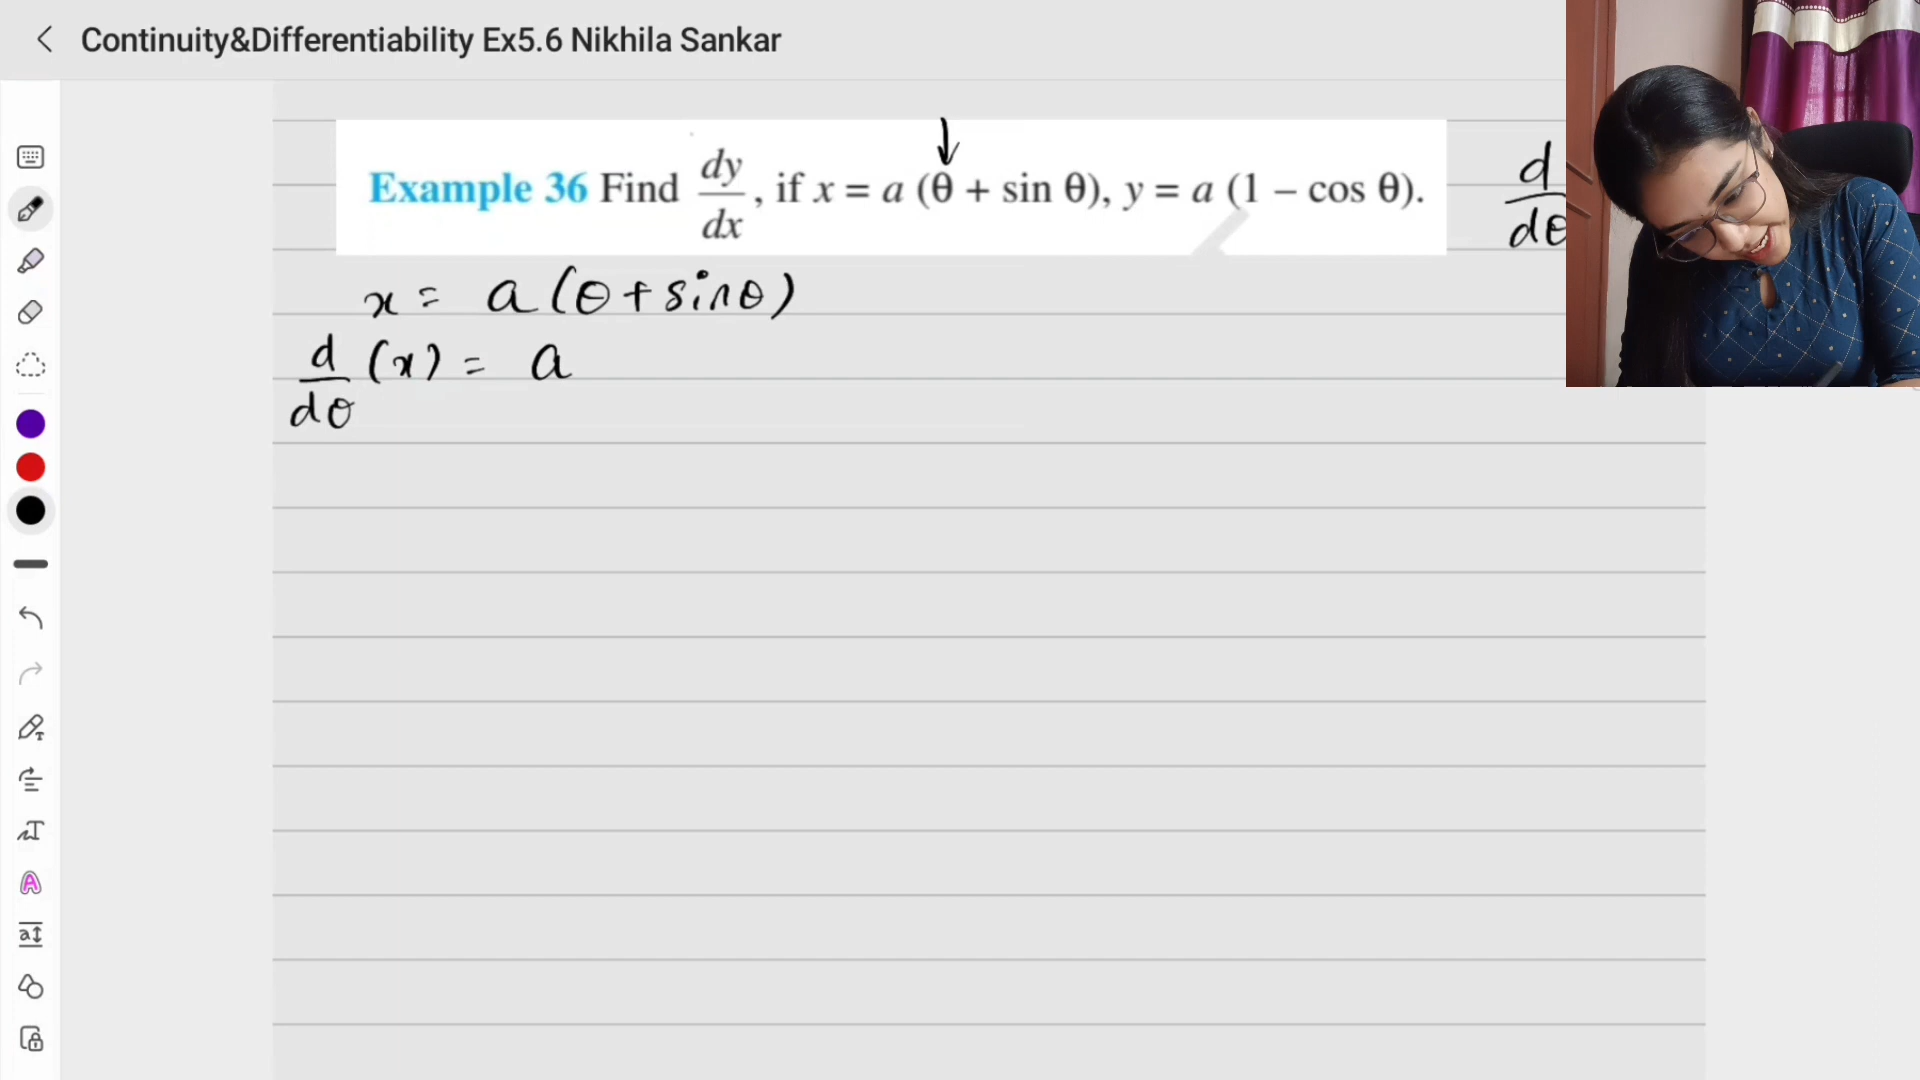 Continuity&Differentiability Ex5.6 Nikhila Sankar
Example 36 Find dy/dx, if x = a (θ + sin θ), y = a (1 − cos θ).
d/dθ
x = a (θ + sinθ)
d/dθ (x) = a